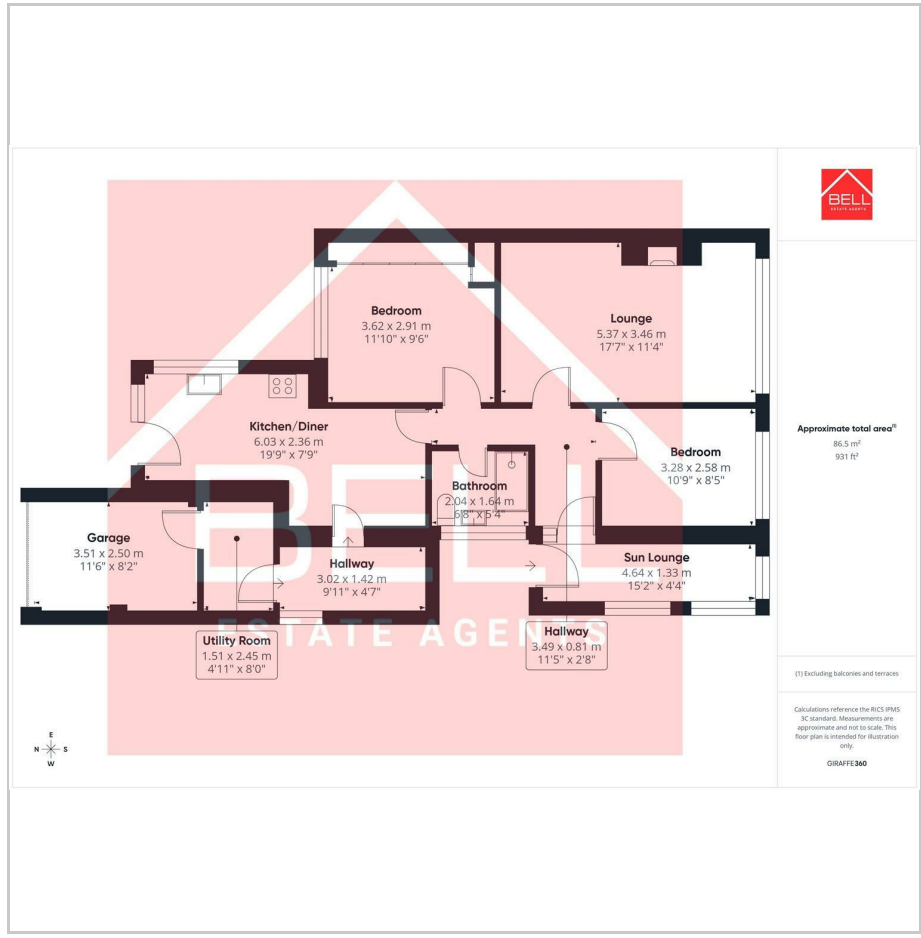 Bedroom
3.62 x 2.91 m
11'10" x 9'6"
Lounge
5.37 x 3.46 m
17'7" x 11'4"
Kitchen/Diner
6.03 x 2.36 m
19'9" x 7'9"
Bedroom
3.28 x 2.58 m
10'9" x 8'5"
Bathroom
2.04 x 1.64 m
6'8" x 5'4"
Garage
3.51 x 2.50 m
11'6" x 8'2"
Hallway
3.02 x 1.42 m
9'11" x 4'7"
Sun Lounge
4.64 x 1.33 m
15'2" x 4'4"
Utility Room
1.51 x 2.45 m
4'11" x 8'0"
Hallway
3.49 x 0.81 m
11'5" x 2'8"
BELL
ESTATE AGENTS
E
N S
W
BELL
ESTATE AGENTS
Approximate total area(1)
86.5 m²
931 ft²
(1) Excluding balconies and terraces
Calculations reference the RICS IPMS
3C standard. Measurements are
approximate and not to scale. This
floor plan is intended for illustration
only.
GIRAFFE360